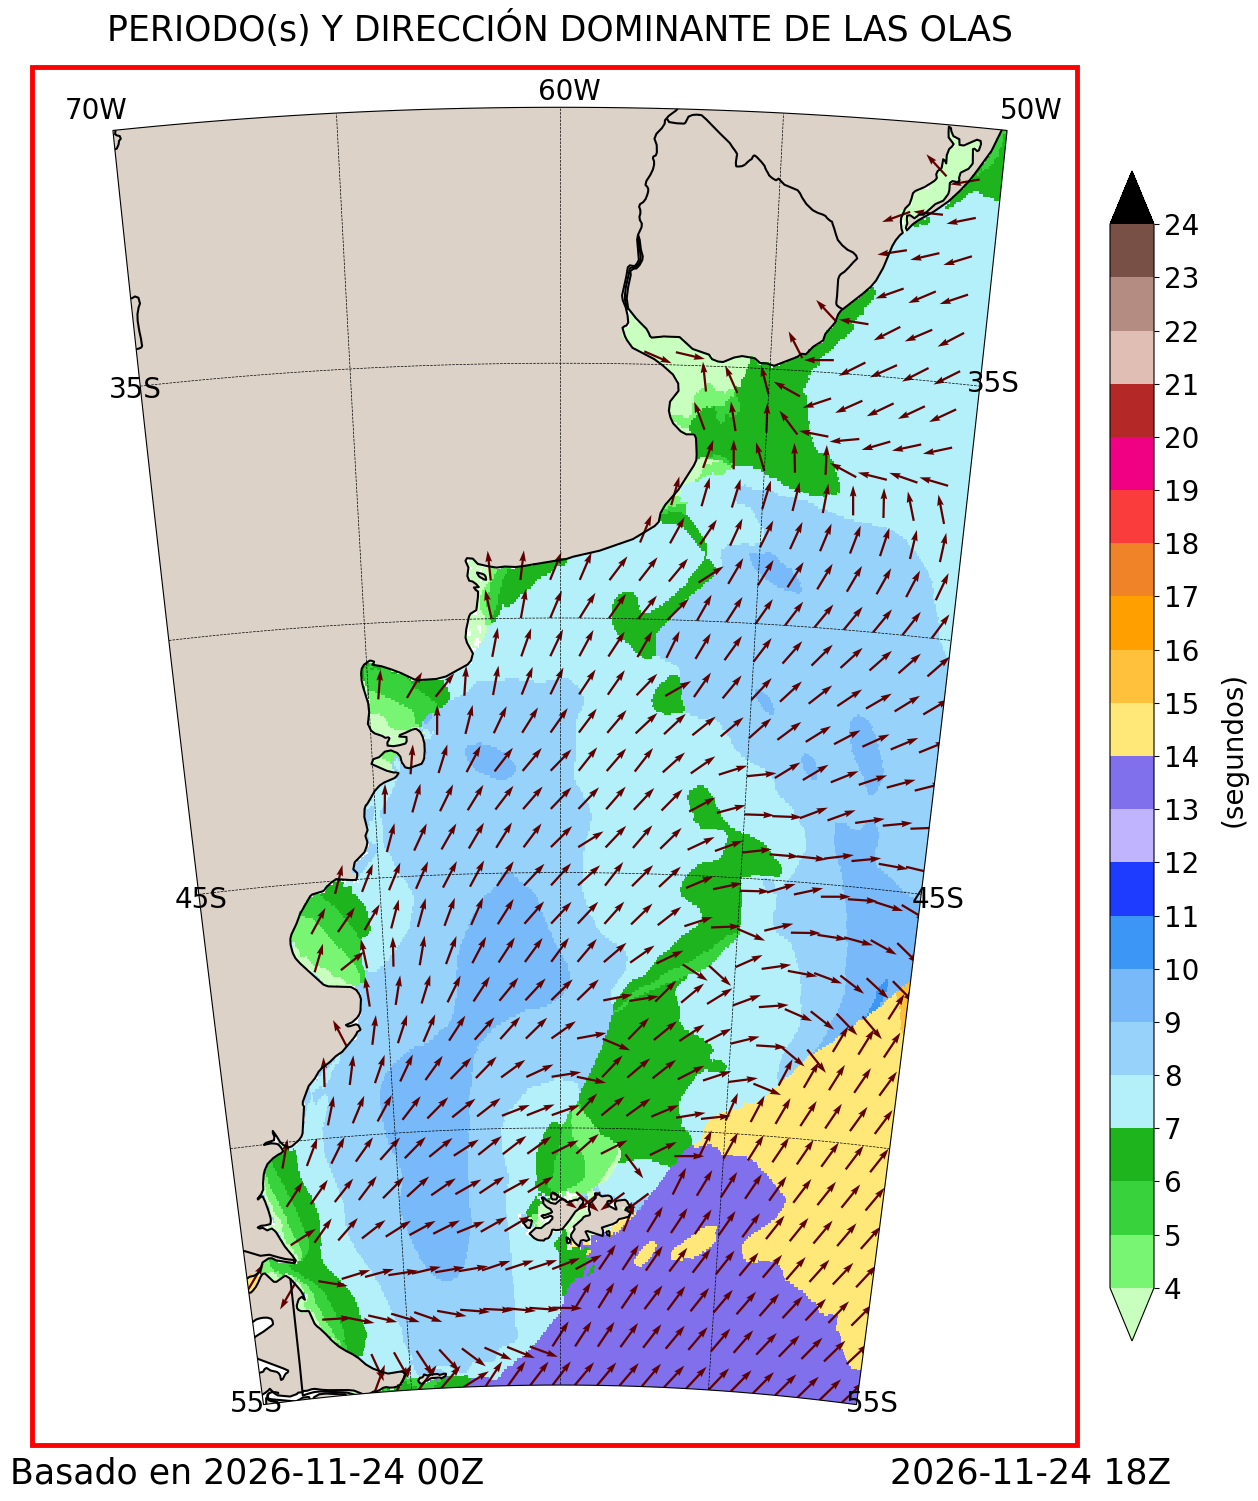 PERIODO(s) Y DIRECCIÓN DOMINANTE DE LAS OLAS
70W
60W
50W
35S
35S
45S
45S
55S
55S
24
23
22
21
20
19
18
17
16
15
14
13
12
11
10
9
8
7
6
5
4
(segundos)
Basado en 2026-11-24 00Z
2026-11-24 18Z